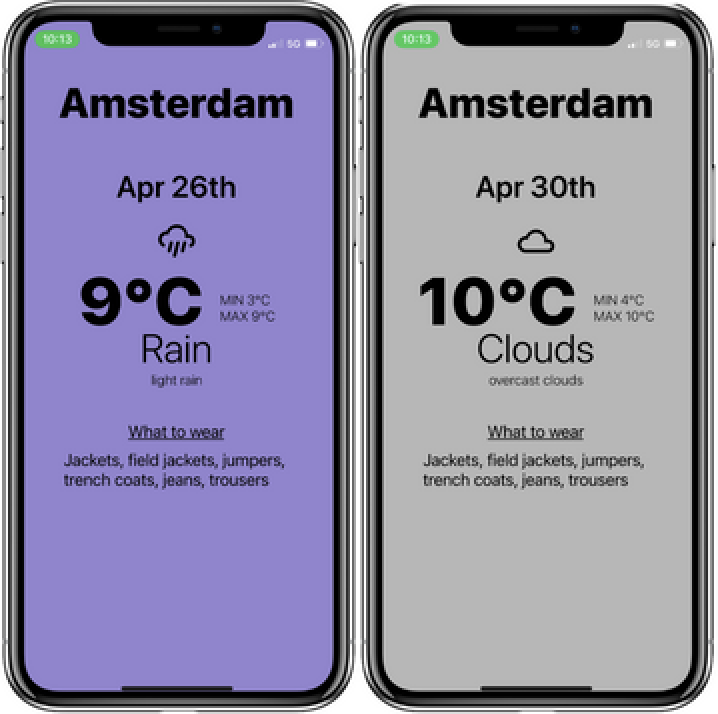 10:13
5G
Amsterdam
Apr 26th
9°C
MIN 3°C
MAX 9°C
Rain
light rain
What to wear
Jackets, field jackets, jumpers,
trench coats, jeans, trousers
10:13
5G
Amsterdam
Apr 30th
10°C
MIN 4°C
MAX 10°C
Clouds
overcast clouds
What to wear
Jackets, field jackets, jumpers,
trench coats, jeans, trousers